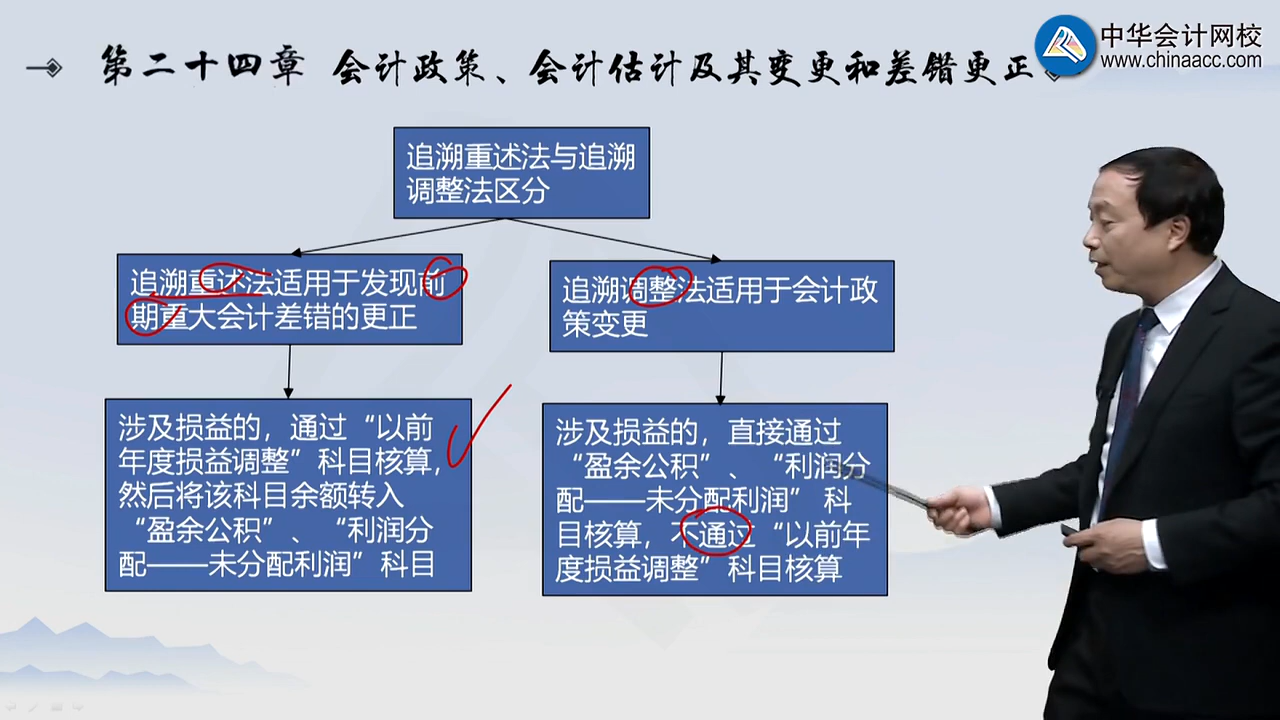 第二十四章 会计政策、会计估计及其变更和差错更正
中华会计网校
www.chinaacc.com
追溯重述法与追溯
调整法区分
追溯重述法适用于发现前
期重大会计差错的更正
追溯调整法适用于会计政
策变更
涉及损益的，通过“以前
年度损益调整”科目核算，
然后将该科目余额转入
“盈余公积”、“利润分
配——未分配利润”科目
涉及损益的，直接通过
“盈余公积”、“利润分
配——未分配利润”科
目核算，不通过“以前年
度损益调整”科目核算